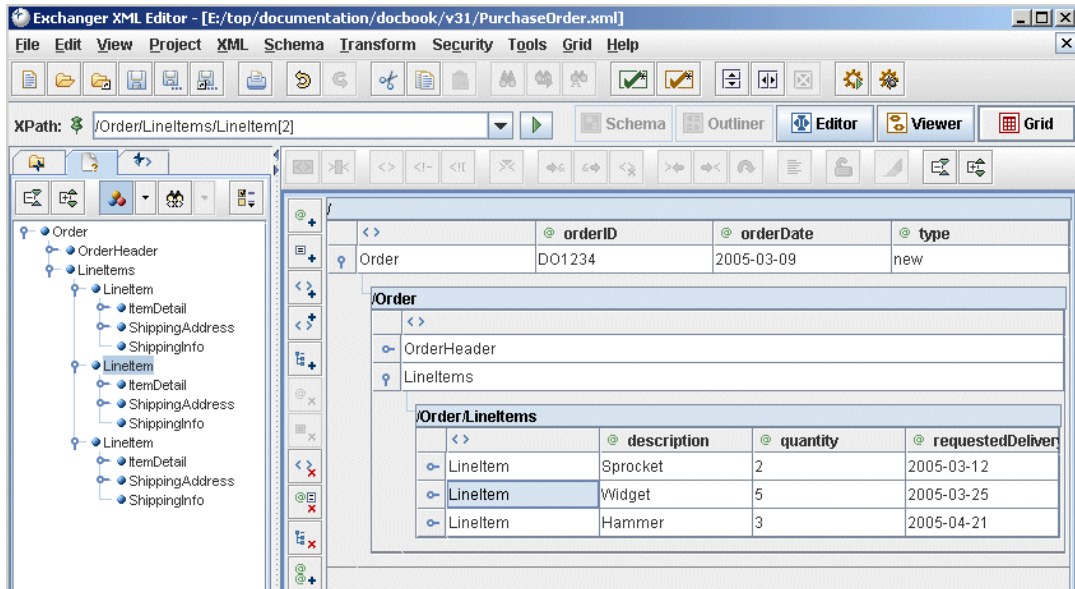 Exchanger XML Editor - [E:/top/documentation/docbook/v31/PurchaseOrder.xml]
File Edit View Project XML Schema Transform Security Tools Grid Help
XPath: /Order/LineItems/LineItem[2]
Schema Outliner Editor Viewer Grid
Order
OrderHeader
LineItems
LineItem
ItemDetail
ShippingAddress
ShippingInfo
LineItem
ItemDetail
ShippingAddress
ShippingInfo
LineItem
ItemDetail
ShippingAddress
ShippingInfo
/
<> @ orderID @ orderDate @ type
Order DO1234 2005-03-09 new
/Order
<>
OrderHeader
LineItems
/Order/LineItems
<> @ description @ quantity @ requestedDeliver
LineItem Sprocket 2 2005-03-12
LineItem Widget 5 2005-03-25
LineItem Hammer 3 2005-04-21